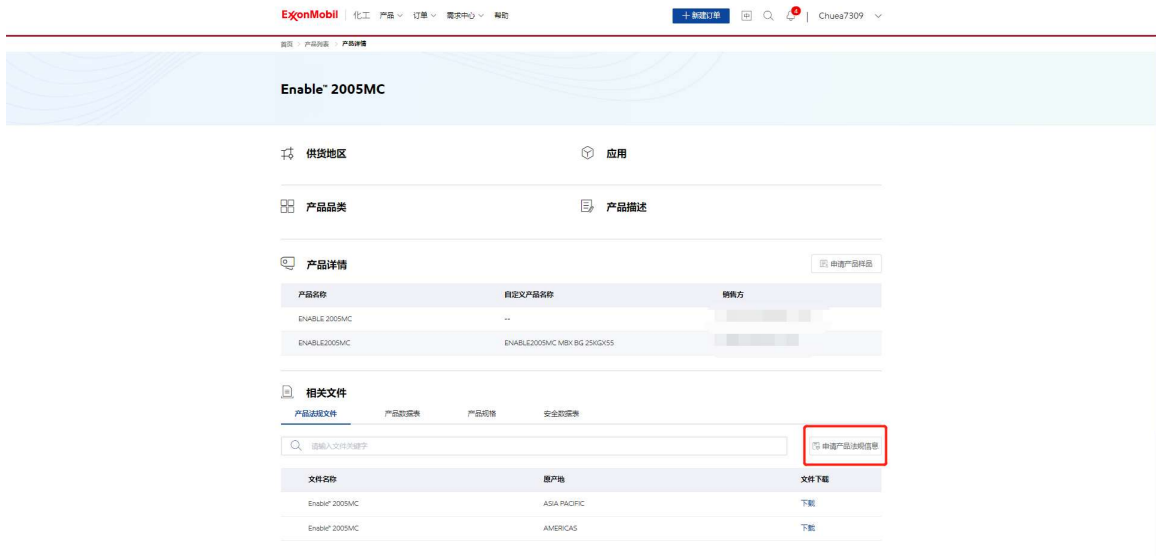 ExxonMobil 化工 产品 订单 需求中心 帮助 + 新建订单 中 4 Chuea7309
首页 > 产品列表 > 产品详情
Enable™ 2005MC
供货地区 应用
产品品类 产品描述
产品详情 申请产品样品
产品名称 自定义产品名称 销售方
ENABLE 2005MC --
ENABLE2005MC ENABLE2005MC MBX BG 25KGX55
相关文件
产品法规文件 产品数据表 产品规格 安全数据表
请输入文件关键字 申请产品法规信息
文件名称 原产地 文件下载
Enable™ 2005MC ASIA PACIFIC 下载
Enable™ 2005MC AMERICAS 下载